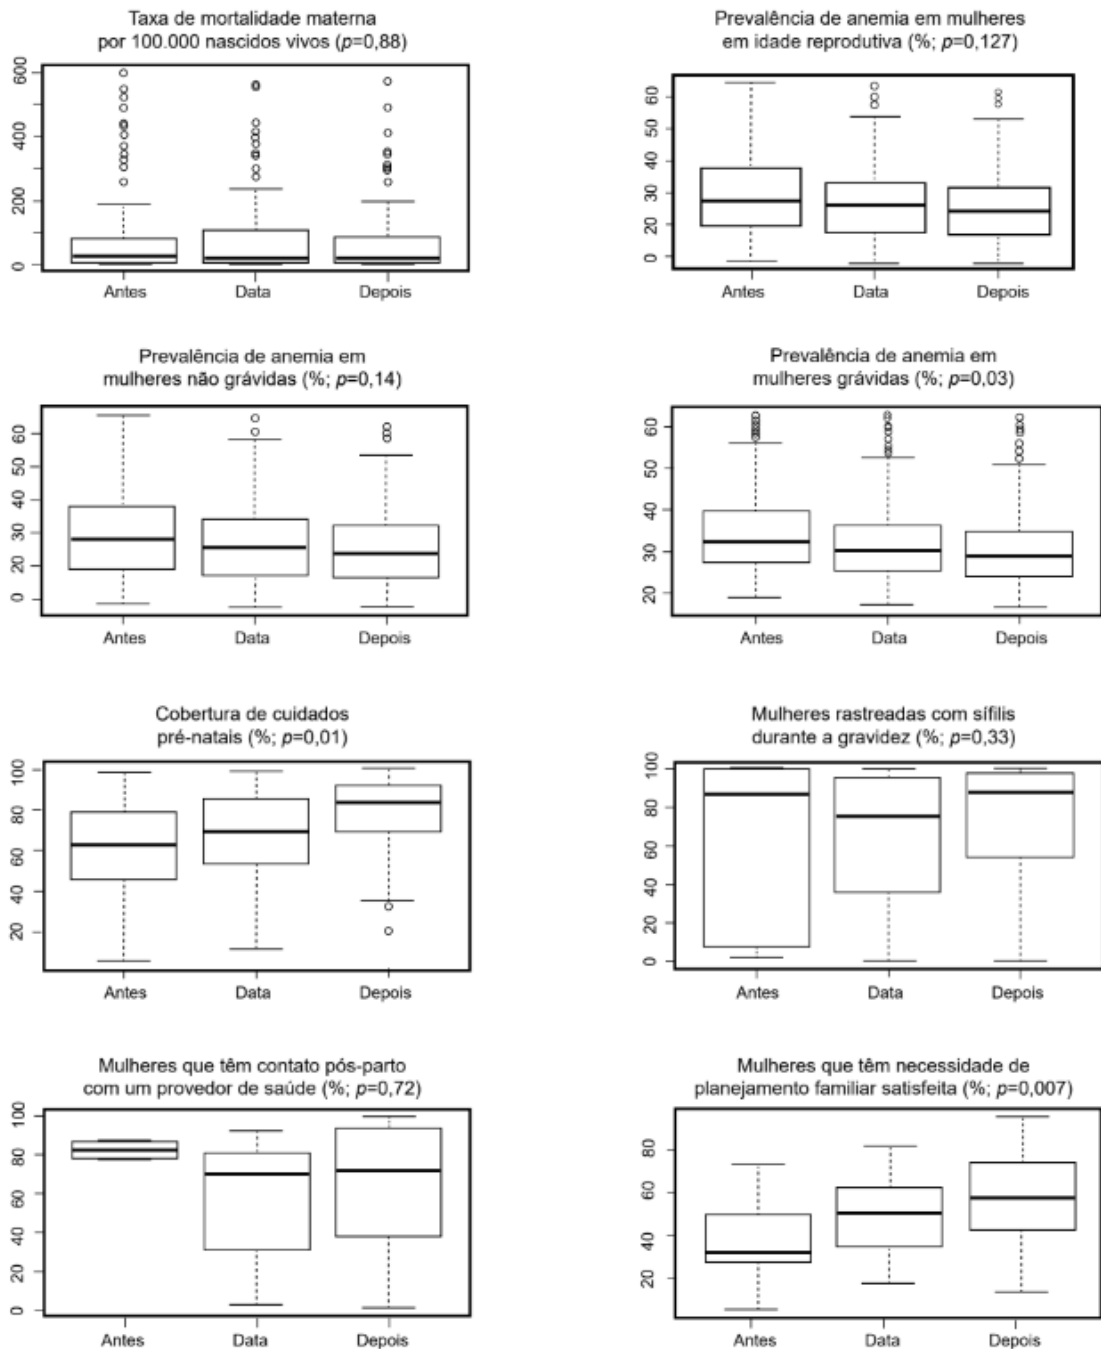 Taxa de mortalidade materna
por 100.000 nascidos vivos (p=0,88)
600
400
200
0
Antes
Data
Depois
Prevalência de anemia em mulheres
em idade reprodutiva (%; p=0,127)
60
50
40
30
20
0
Antes
Data
Depois
Prevalência de anemia em
mulheres não grávidas (%; p=0,14)
60
50
40
30
20
0
Antes
Data
Depois
Prevalência de anemia em
mulheres grávidas (%; p=0,03)
60
50
40
30
20
Antes
Data
Depois
Cobertura de cuidados
pré-natais (%; p=0,01)
100
80
60
40
20
Antes
Data
Depois
Mulheres rastreadas com sífilis
durante a gravidez (%; p=0,33)
100
80
60
40
20
0
Antes
Data
Depois
Mulheres que têm contato pós-parto
com um provedor de saúde (%; p=0,72)
100
80
60
40
20
0
Antes
Data
Depois
Mulheres que têm necessidade de
planejamento familiar satisfeita (%; p=0,007)
80
60
40
20
Antes
Data
Depois